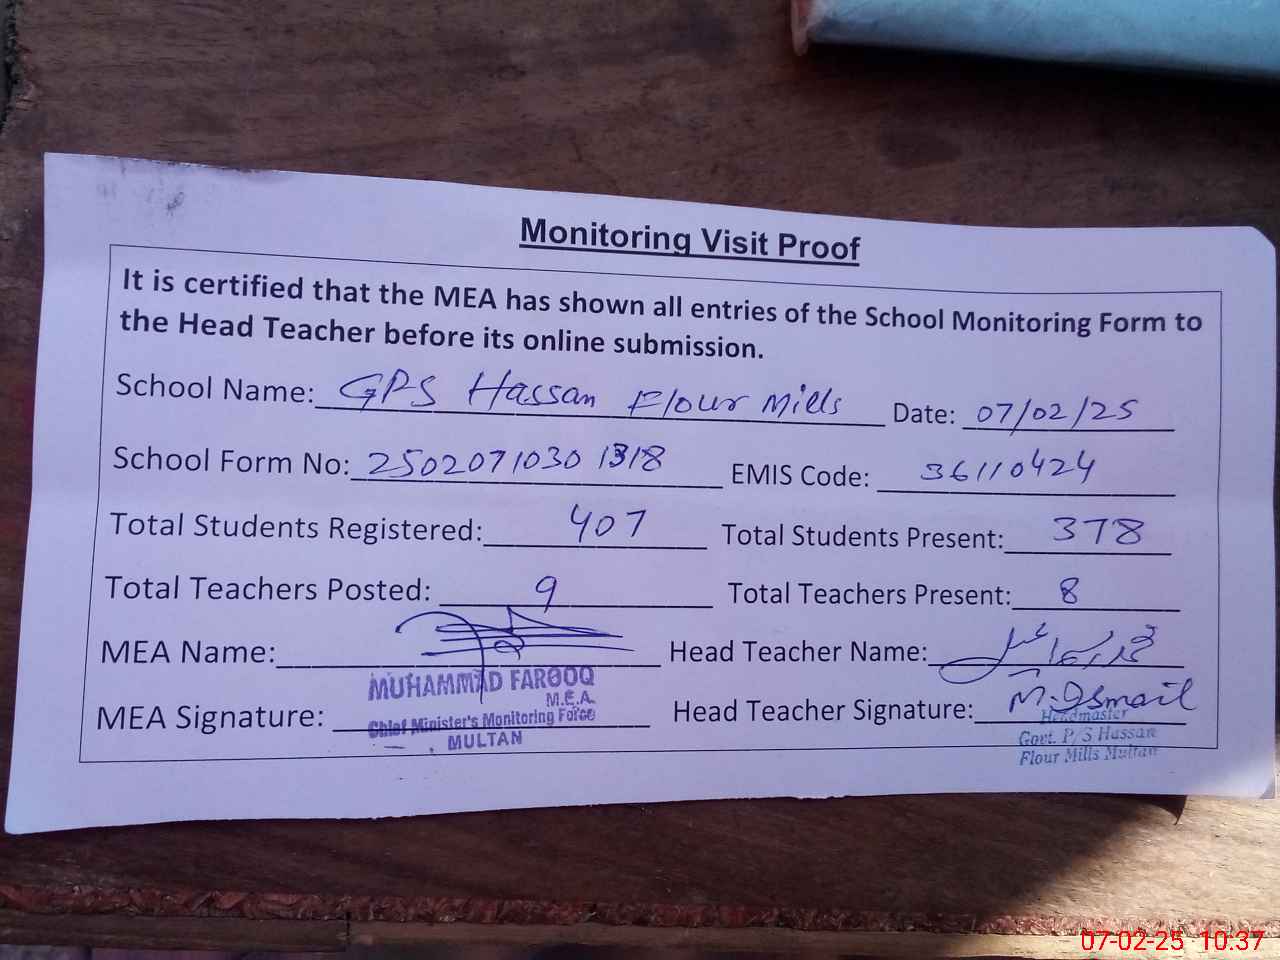 Monitoring Visit Proof
It is certified that the MEA has shown all entries of the School Monitoring Form to
the Head Teacher before its online submission.
School Name: GPS Hassan Flour Mills Date: 07/02/25
School Form No: 2502071030 1318 EMIS Code: 36110424
Total Students Registered: 407 Total Students Present: 378
Total Teachers Posted: 9 Total Teachers Present: 8
MEA Name: Head Teacher Name: محمد اسماعیل
MUHAMMAD FAROOQ
M.E.A.
MEA Signature: Head Teacher Signature: M. Ismail
Chief Minister's Monitoring Force
MULTAN
Headmaster
Govt. P/S Hassan
Flour Mills Multan
07-02-25 10:37